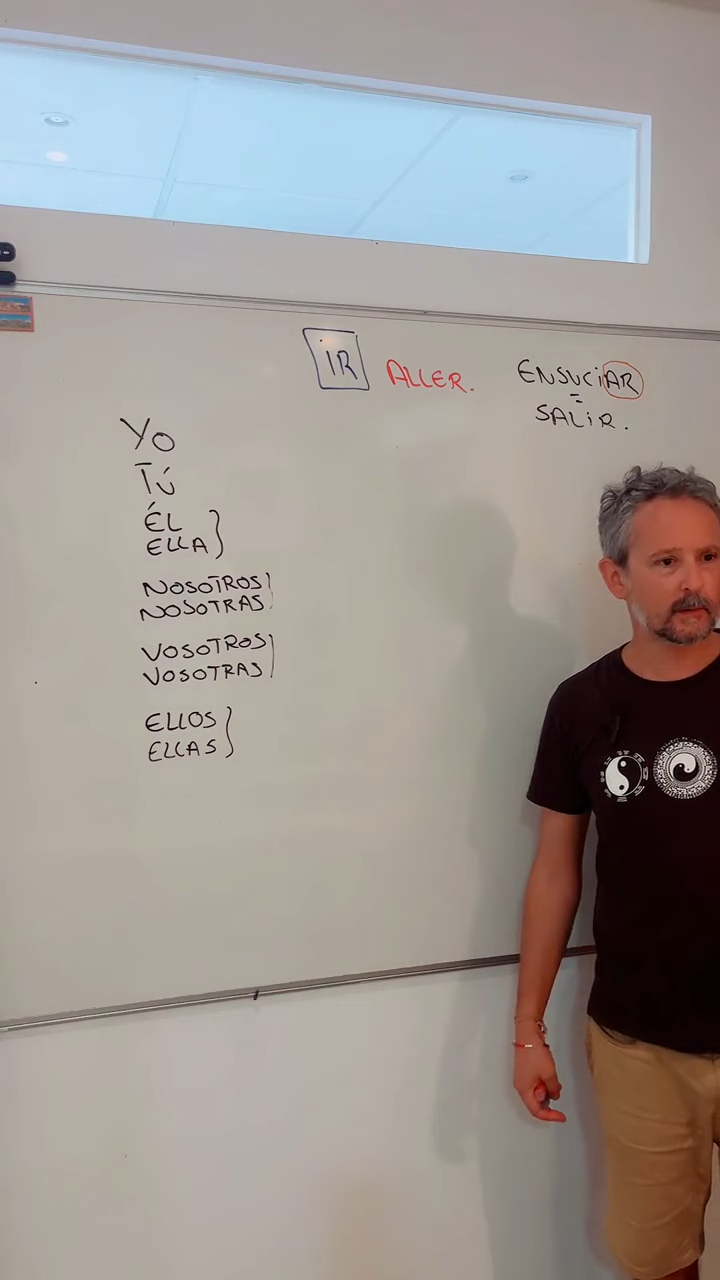 iR ALLER. ENSUCiAR
=
SALiR.
Yo
Tú
ÉL
ELLA
NOSOTROS
NOSOTRAS
VOSOTROS
VOSOTRAS
ELLOS
ELLAS